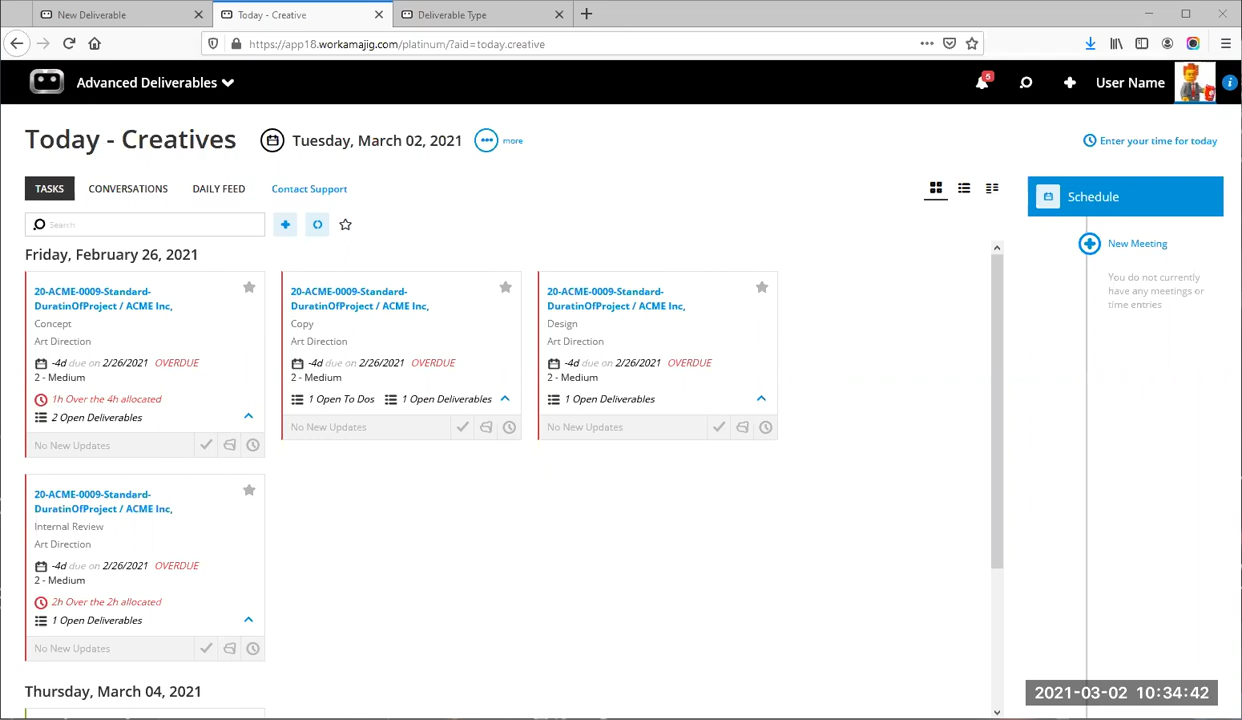 New Deliverable
Today - Creative
Deliverable Type
https://app18.workamajig.com/platinum/?aid=today.creative
Advanced Deliverables
5
User Name
Today - Creatives
Tuesday, March 02, 2021
more
Enter your time for today
TASKS CONVERSATIONS DAILY FEED Contact Support
Schedule
Search
New Meeting
You do not currently
have any meetings or
time entries
Friday, February 26, 2021
20-ACME-0009-Standard-
DuratinOfProject / ACME Inc,
Concept
Art Direction
-4d due on 2/26/2021 OVERDUE
2 - Medium
1h Over the 4h allocated
2 Open Deliverables
No New Updates
20-ACME-0009-Standard-
DuratinOfProject / ACME Inc,
Copy
Art Direction
-4d due on 2/26/2021 OVERDUE
2 - Medium
1 Open To Dos 1 Open Deliverables
No New Updates
20-ACME-0009-Standard-
DuratinOfProject / ACME Inc,
Design
Art Direction
-4d due on 2/26/2021 OVERDUE
2 - Medium
1 Open Deliverables
No New Updates
20-ACME-0009-Standard-
DuratinOfProject / ACME Inc,
Internal Review
Art Direction
-4d due on 2/26/2021 OVERDUE
2 - Medium
2h Over the 2h allocated
1 Open Deliverables
No New Updates
Thursday, March 04, 2021
2021-03-02 10:34:42